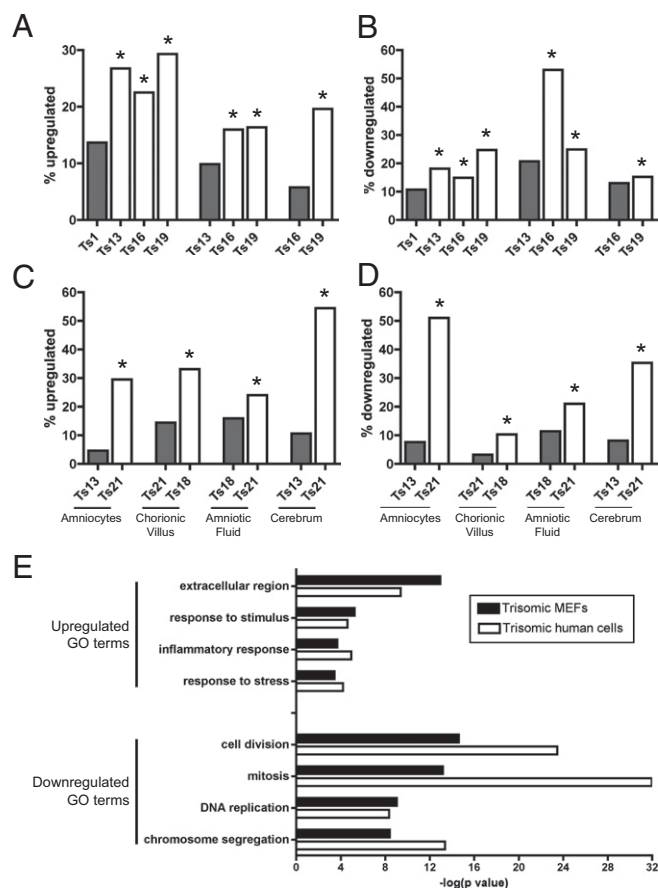 A
% upregulated
30
20
10
0
* * * * * *
Ts1 Ts13 Ts16 Ts19 Ts13 Ts16 Ts19 Ts16 Ts19
B
% downregulated
60
50
40
30
20
10
0
* * * * * *
Ts1 Ts13 Ts16 Ts19 Ts13 Ts16 Ts19 Ts16 Ts19
C
% upregulated
60
50
40
30
20
10
0
* * * *
Ts13 Ts21 Ts21 Ts18 Ts18 Ts21 Ts13 Ts21
Amniocytes Chorionic Amniotic Cerebrum
Villus Fluid
D
% downregulated
60
50
40
30
20
10
0
* * * *
Ts13 Ts21 Ts21 Ts18 Ts18 Ts21 Ts13 Ts21
Amniocytes Chorionic Amniotic Cerebrum
Villus Fluid
E
Upregulated
GO terms
extracellular region
response to stimulus
inflammatory response
response to stress
Trisomic MEFs
Trisomic human cells
Downregulated
GO terms
cell division
mitosis
DNA replication
chromosome segregation
0 4 8 12 16 20 24 28 32
-log(p value)